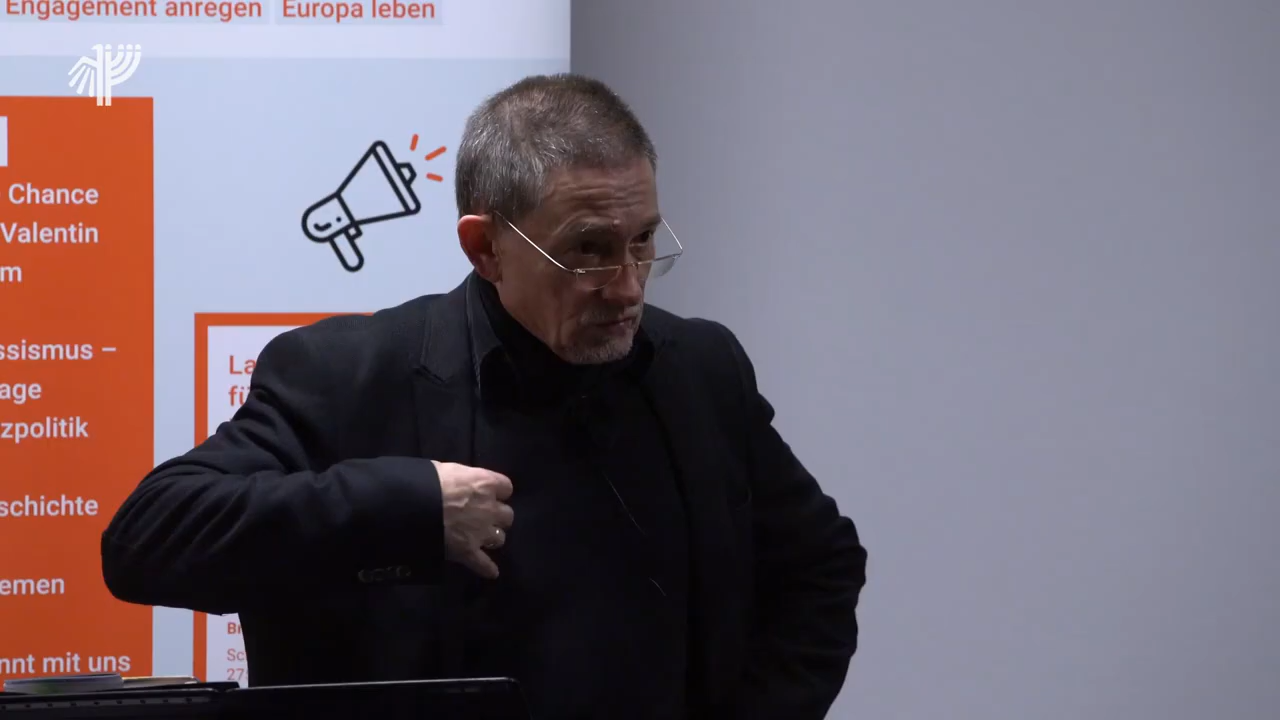 Engagement anregen Europa leben
Chance
Valentin
m
ssismus –
age
zpolitik
schichte
emen
nnt mit uns
La
fü
Br
Sc
27